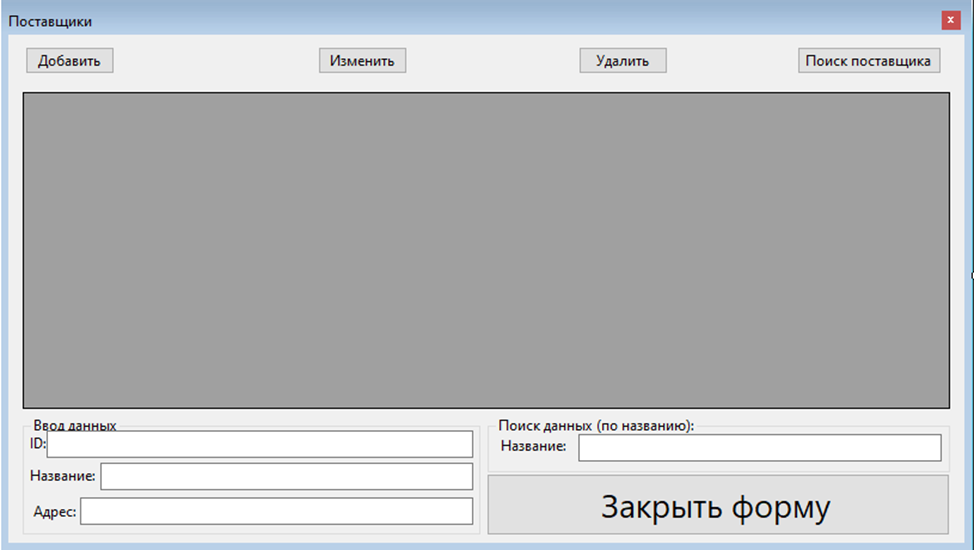 Поставщики
Добавить Изменить Удалить Поиск поставщика
Ввод данных
ID:
Название:
Адрес:
Поиск данных (по названию):
Название:
Закрыть форму